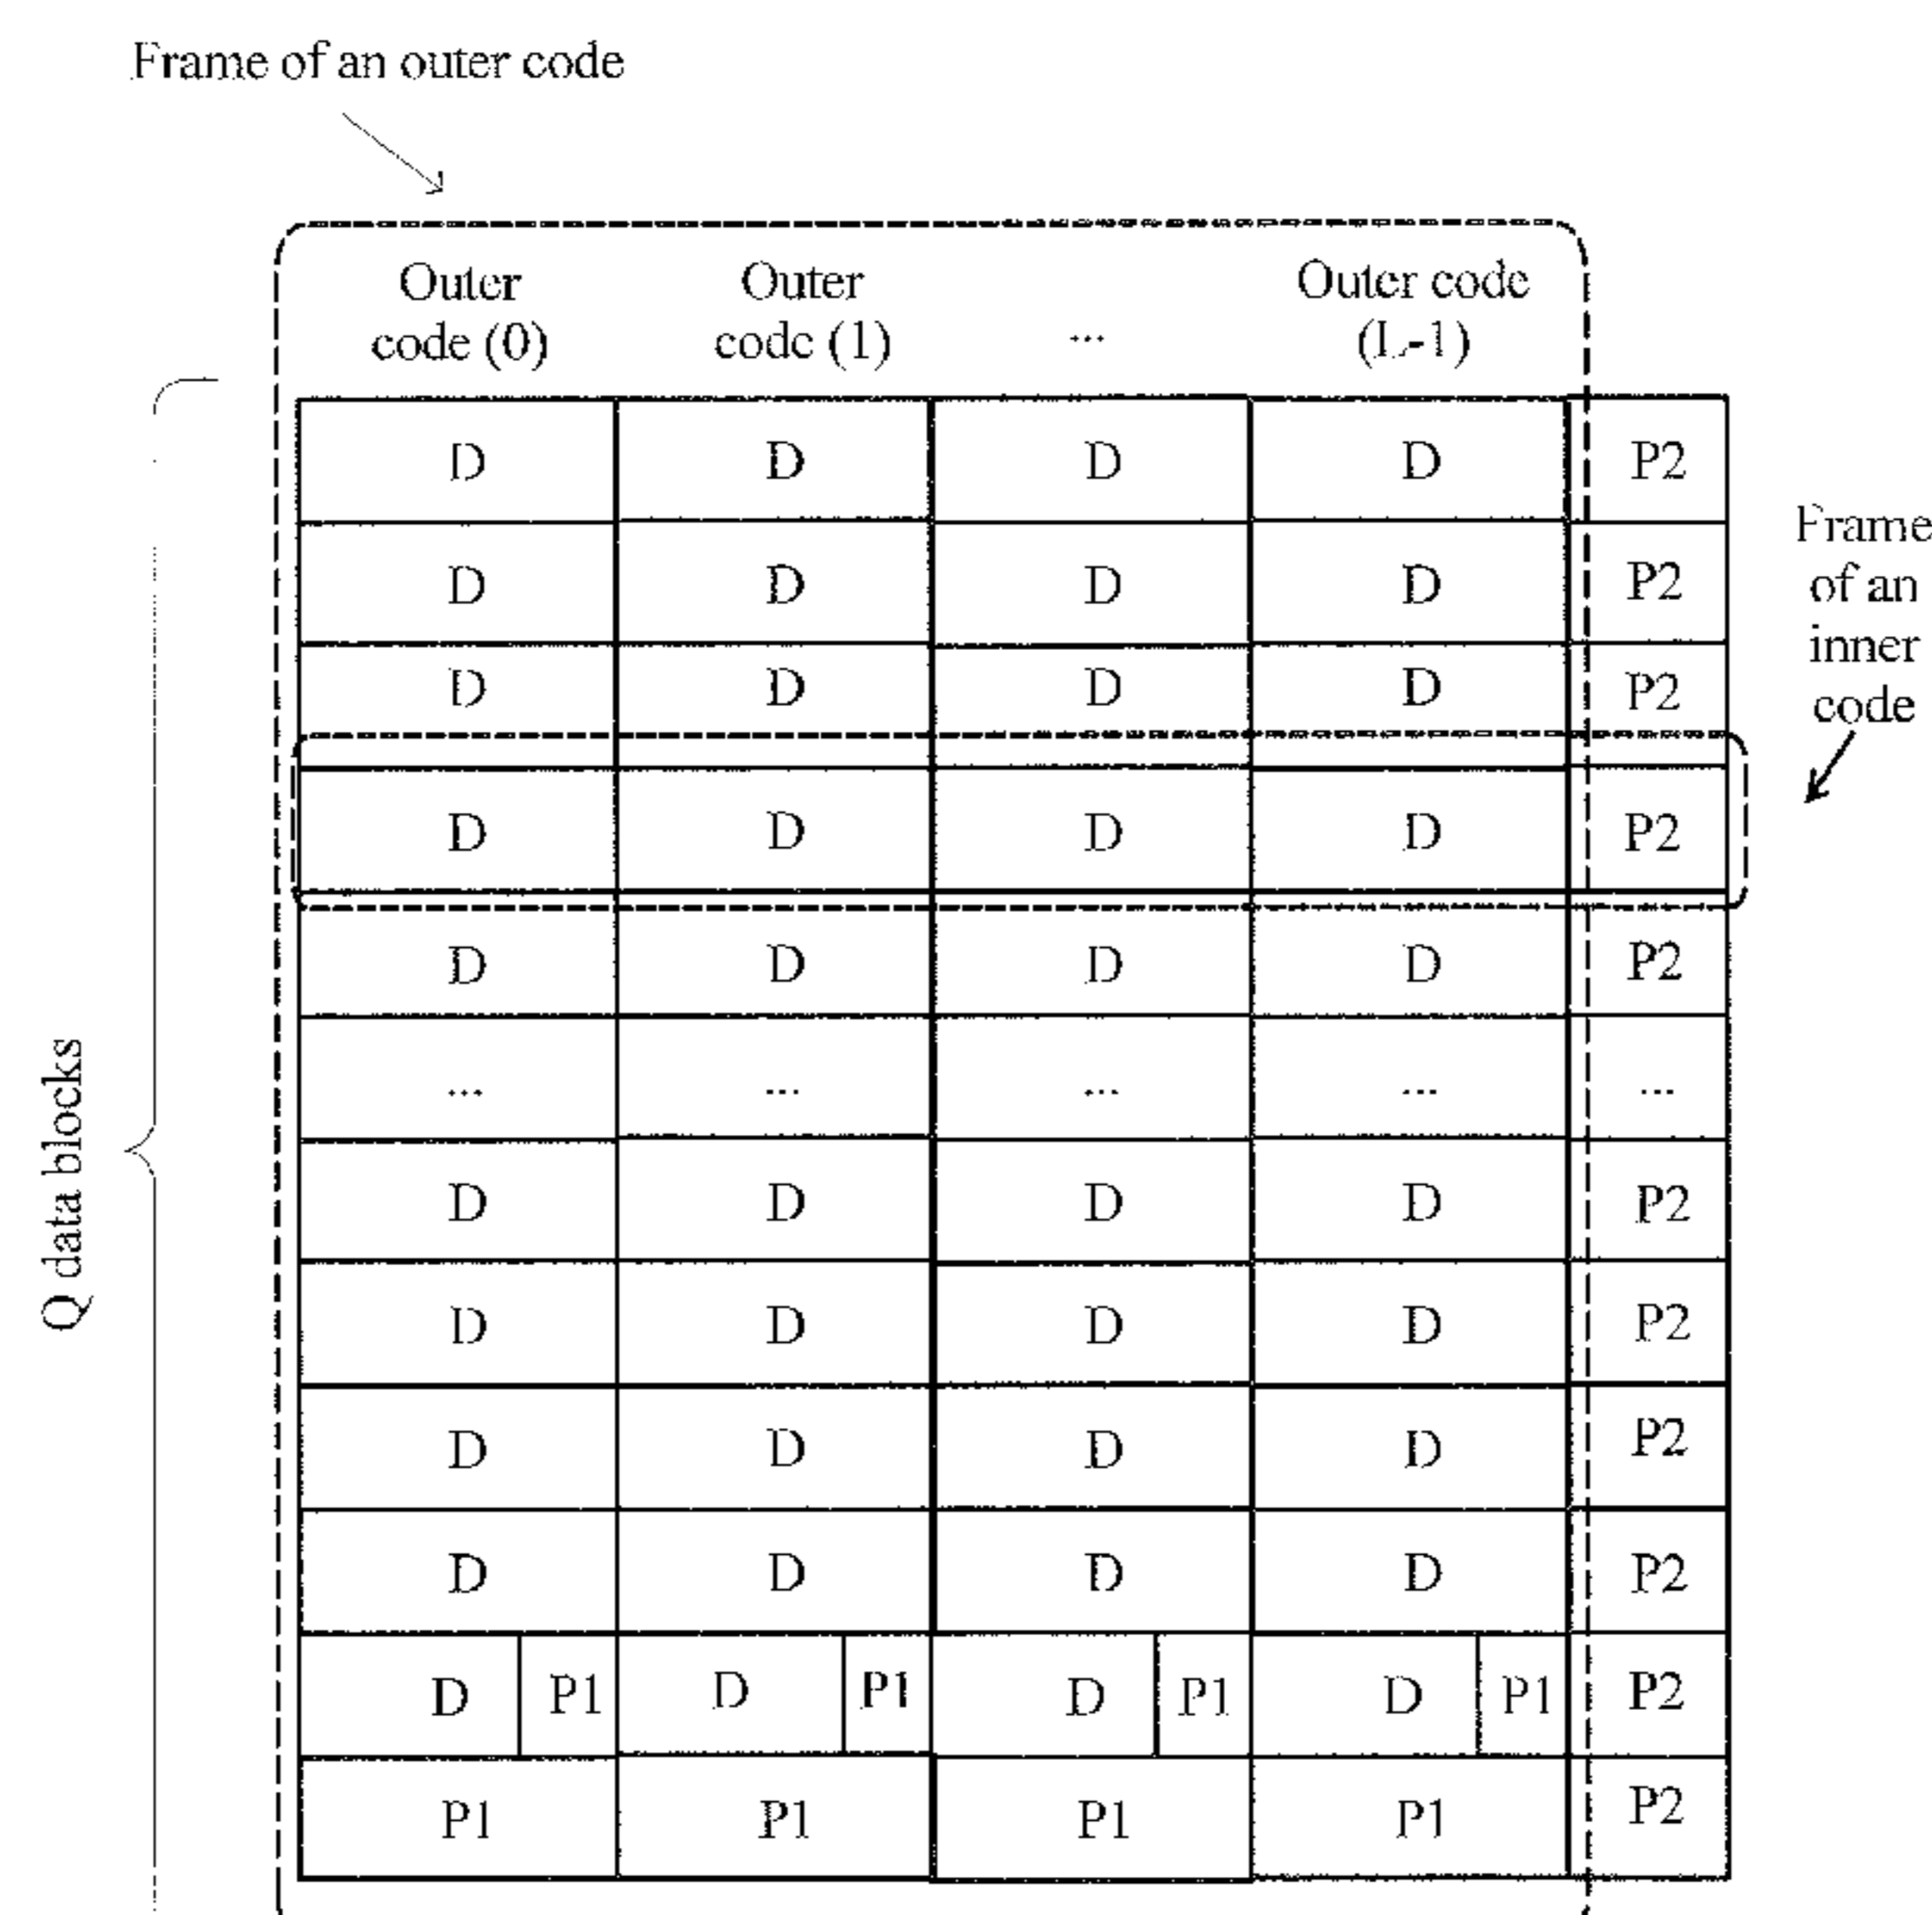 Frame of an outer code
Outer code (0)
Outer code (1)
...
Outer code (L-1)
D D D D P2
D D D D P2
D D D D P2
D D D D P2
D D D D P2
... ... ... ... ...
D D D D P2
D D D D P2
D D D D P2
D D D D P2
D P1 D P1 D P1 D P1 P2
P1 P1 P1 P1 P2
Frame
of an
inner
code
Q data blocks